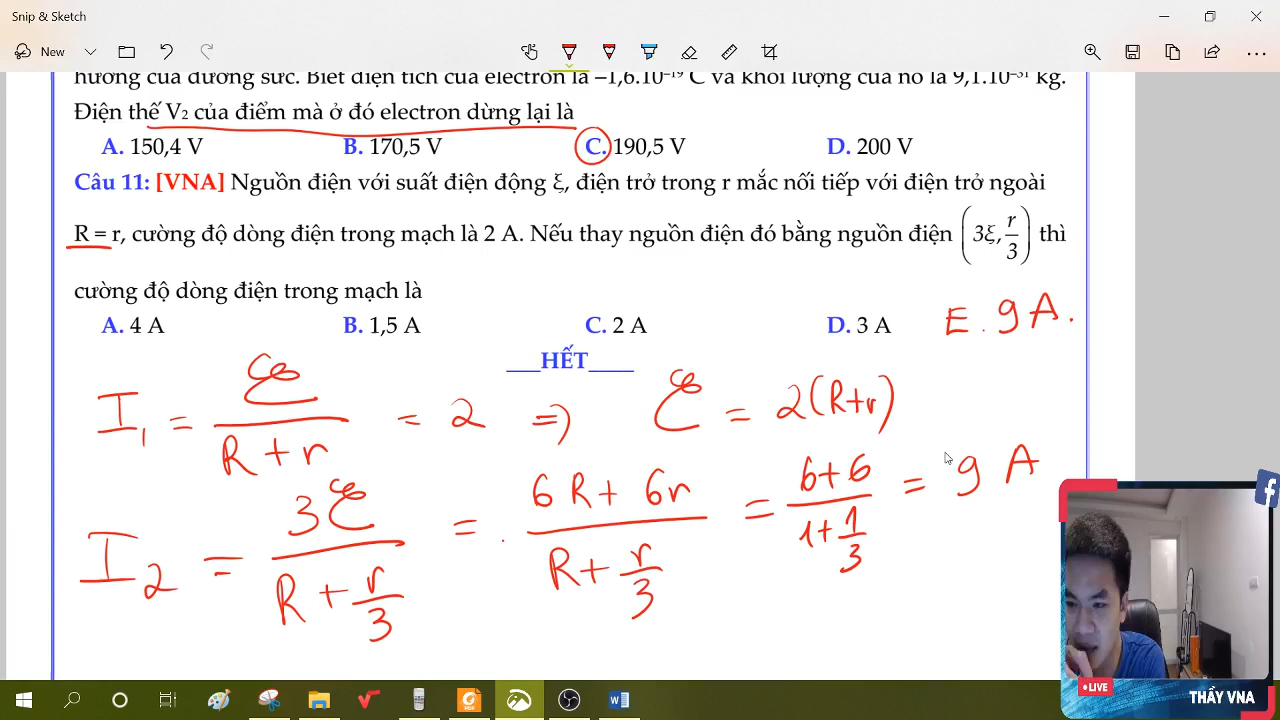 Snip & Sketch
New
hướng của đường sức. Biết điện tích của electron là –1,6.10⁻¹⁹ C và khối lượng của nó là 9,1.10⁻³¹ kg.
Điện thế V₂ của điểm mà ở đó electron dừng lại là
A. 150,4 V B. 170,5 V C. 190,5 V D. 200 V
Câu 11: [VNA] Nguồn điện với suất điện động ξ, điện trở trong r mắc nối tiếp với điện trở ngoài
R = r, cường độ dòng điện trong mạch là 2 A. Nếu thay nguồn điện đó bằng nguồn điện (3ξ, r/3) thì
cường độ dòng điện trong mạch là
A. 4 A B. 1,5 A C. 2 A D. 3 A E. 9 A.
___HẾT____
I₁ = ξ/(R+r) = 2 => ξ = 2(R+r)
I₂ = 3ξ/(R + r/3) = (6R + 6r)/(R + r/3) = (6+6)/(1+1/3) = 9 A
LIVE
THẦY VNA